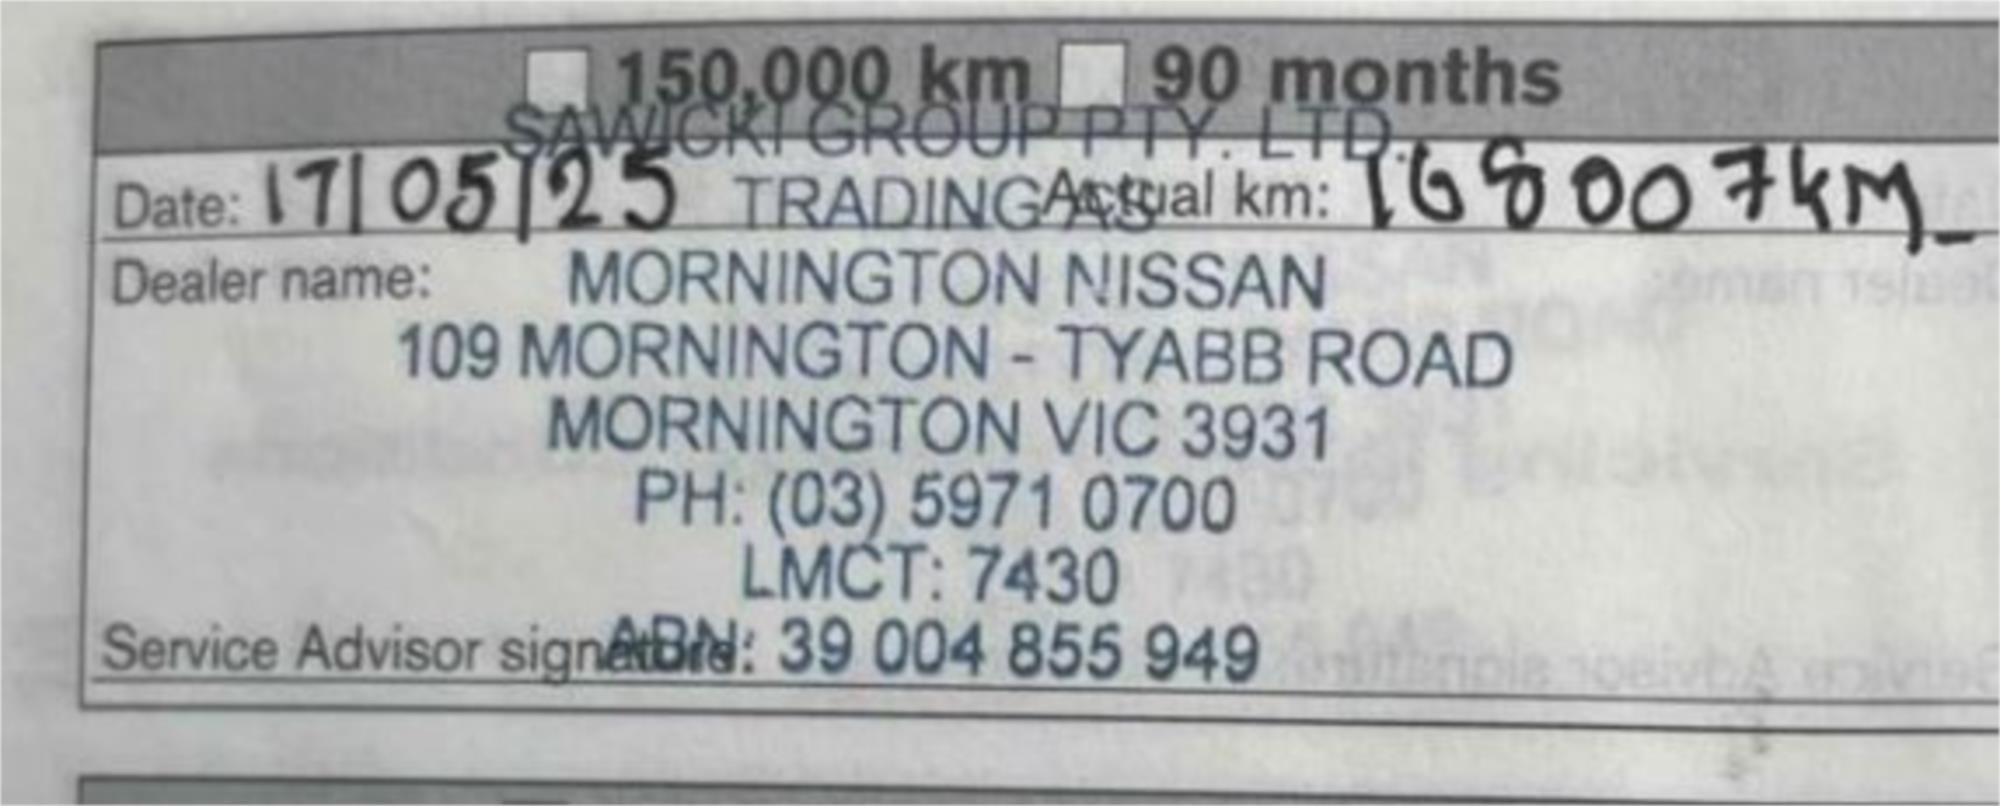 150,000 km 90 months
SAWICKI GROUP PTY. LTD.
Date: 17/05/25 TRADING AS Actual km: 168007km
Dealer name: MORNINGTON NISSAN
109 MORNINGTON - TYABB ROAD
MORNINGTON VIC 3931
PH: (03) 5971 0700
LMCT: 7430
Service Advisor signature: ABN: 39 004 855 949